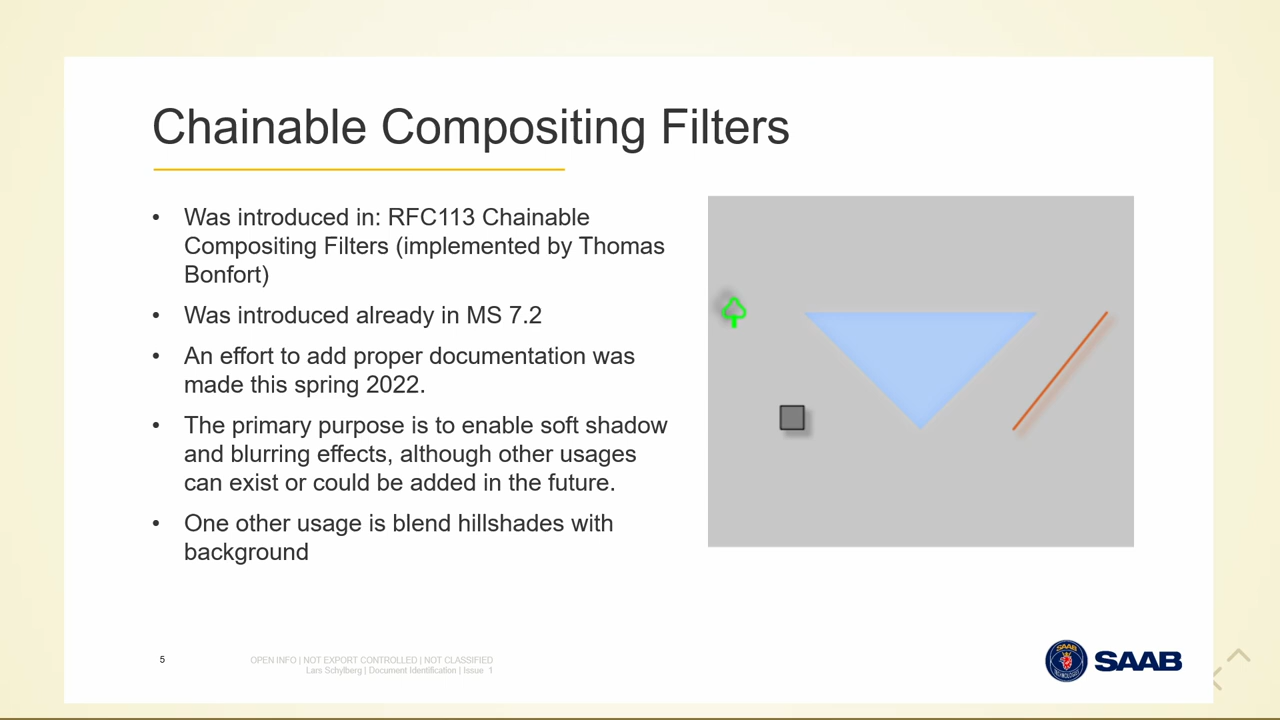 Chainable Compositing Filters
• Was introduced in: RFC113 Chainable
Compositing Filters (implemented by Thomas
Bonfort)
• Was introduced already in MS 7.2
• An effort to add proper documentation was
made this spring 2022.
• The primary purpose is to enable soft shadow
and blurring effects, although other usages
can exist or could be added in the future.
• One other usage is blend hillshades with
background
5
OPEN INFO | NOT EXPORT CONTROLLED | NOT CLASSIFIED
Lars Schylberg | Document Identification | Issue 1
SAAB
TECHNOLOGY
SAAB